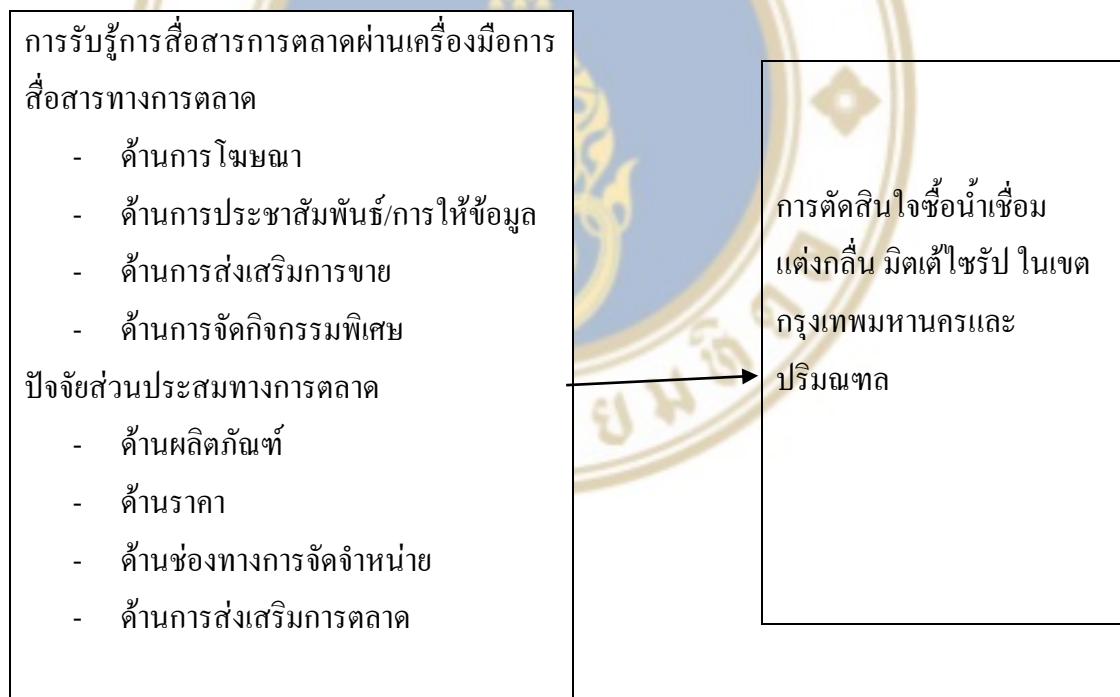 การรับรู้การสื่อสารการตลาดผ่านเครื่องมือการ
สื่อสารทางการตลาด
- ด้านการโฆษณา
- ด้านการประชาสัมพันธ์/การให้ข้อมูล
- ด้านการส่งเสริมการขาย
- ด้านการจัดกิจกรรมพิเศษ
ปัจจัยส่วนประสมทางการตลาด
- ด้านผลิตภัณฑ์
- ด้านราคา
- ด้านช่องทางการจัดจำหน่าย
- ด้านการส่งเสริมการตลาด
การตัดสินใจซื้อน้ำเชื่อม
แต่งกลิ่น มิตเต้ไซรัป ในเขต
กรุงเทพมหานครและ
ปริมณฑล
ยมหิดล